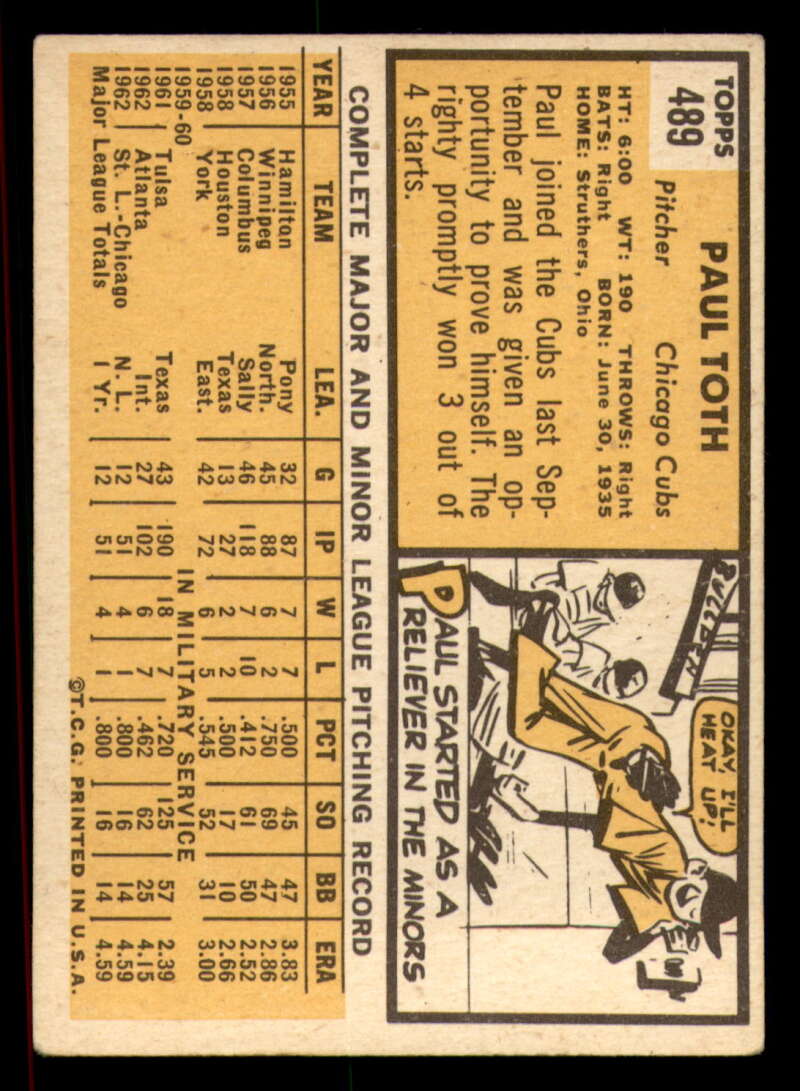 TOPPS
489
PAUL TOTH
Pitcher Chicago Cubs
HT: 6:00 WT: 190 THROWS: Right
BATS: Right BORN: June 30, 1935
HOME: Struthers, Ohio
Paul joined the Cubs last Sep-
tember and was given an op-
portunity to prove himself. The
righty promptly won 3 out of
4 starts.
BULLPEN
OKAY, I'LL
HEAT UP!
PAUL STARTED AS A
RELIEVER IN THE MINORS
COMPLETE MAJOR AND MINOR LEAGUE PITCHING RECORD
YEAR TEAM LEA. G IP W L PCT SO BB ERA
1955 Hamilton Pony 32 87 7 7 .500 45 47 3.83
1956 Winnipeg North. 45 88 6 2 .750 69 47 2.86
1957 Columbus Sally 46 118 7 10 .412 61 50 2.52
1958 Houston Texas 13 27 2 2 .500 17 10 2.66
1958 York East. 42 72 6 5 .545 52 31 3.00
1959-60 IN MILITARY SERVICE
1961 Tulsa Texas 43 190 18 7 .720 125 57 2.39
1962 Atlanta Int. 27 102 6 7 .462 62 25 4.15
1962 St. L.-Chicago N. L. 12 51 4 1 .800 16 14 4.59
Major League Totals 1 Yr. 12 51 4 1 .800 16 14 4.59
©T.C.G. PRINTED IN U.S.A.